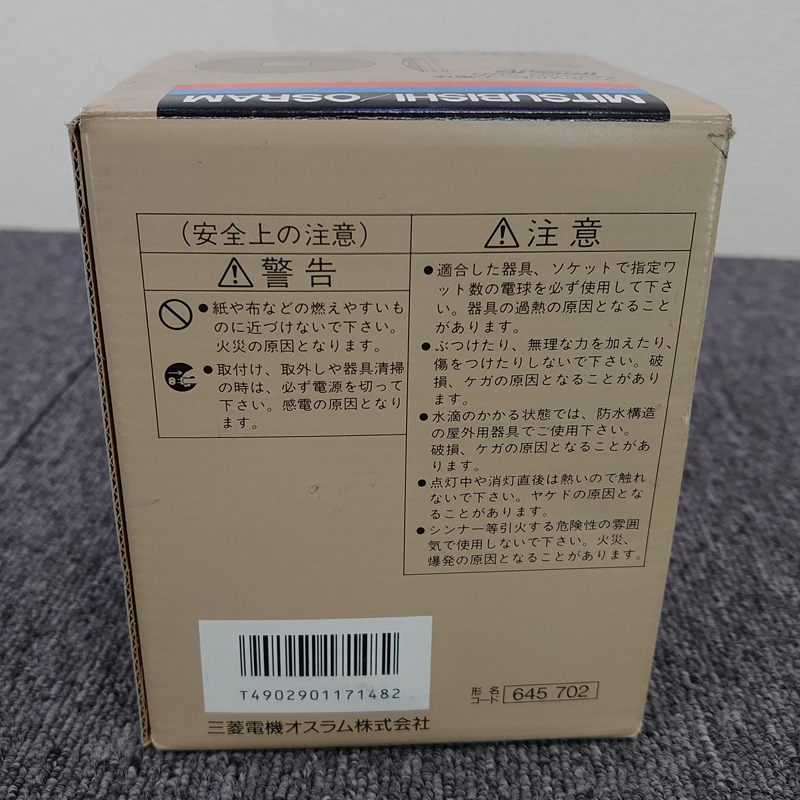 MITSUBISHI/OSRAM
(安全上の注意)
警告
●紙や布などの燃えやすいも
のに近づけないで下さい。
火災の原因となります。
●取付け、取外しや器具清掃
の時は、必ず電源を切って
下さい。感電の原因となり
ます。
注意
●適合した器具、ソケットで指定ワ
ット数の電球を必ず使用して下さ
い。器具の過熱の原因となること
があります。
●ぶつけたり、無理な力を加えたり、
傷をつけたりしないで下さい。破
損、ケガの原因となることがあり
ます。
●水滴のかかる状態では、防水構造
の屋外用器具でご使用下さい。
破損、ケガの原因となることがあ
ります。
●点灯中や消灯直後は熱いので触れ
ないで下さい。ヤケドの原因とな
ることがあります。
●シンナー等引火する危険性の雰囲
気で使用しないで下さい。火災、
爆発の原因となることがあります。
T4902901171482
三菱電機オスラム株式会社
形名
コード
645 702